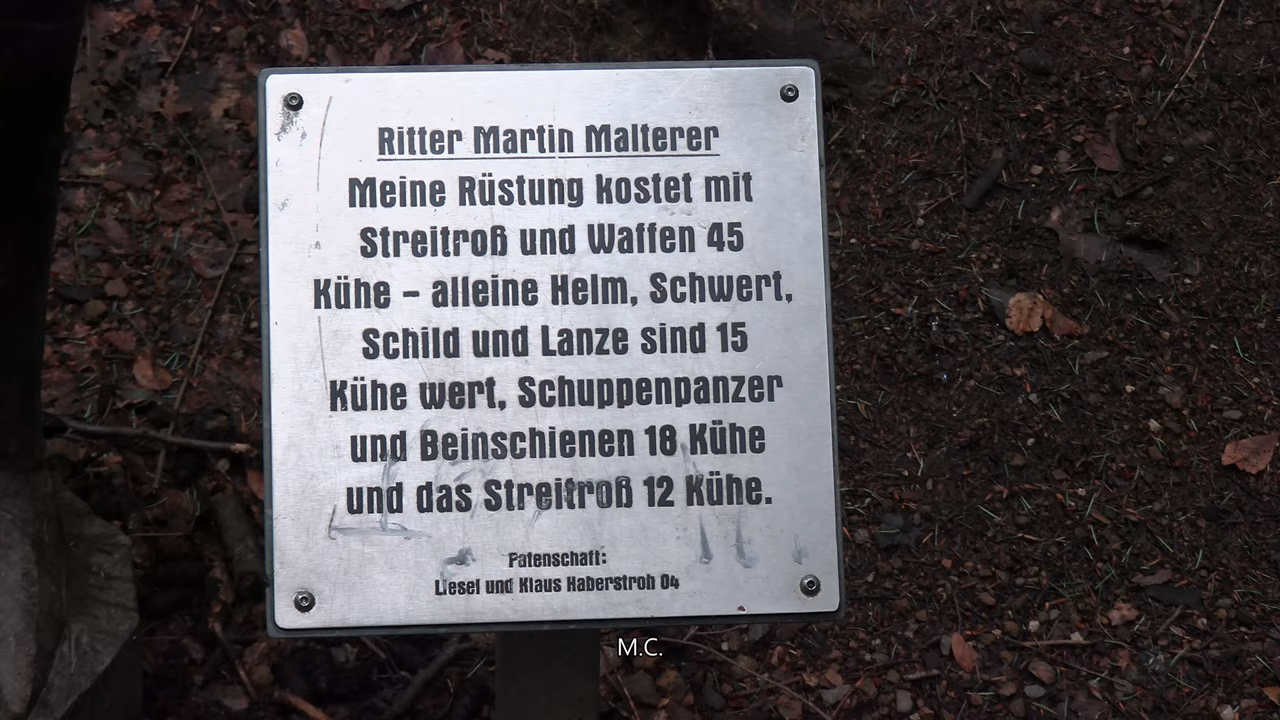 Ritter Martin Malterer
Meine Rüstung kostet mit
Streitroß und Waffen 45
Kühe – alleine Helm, Schwert,
Schild und Lanze sind 15
Kühe wert, Schuppenpanzer
und Beinschienen 18 Kühe
und das Streitroß 12 Kühe.
Patenschaft:
Liesel und Klaus Haberstroh 04
M.C.